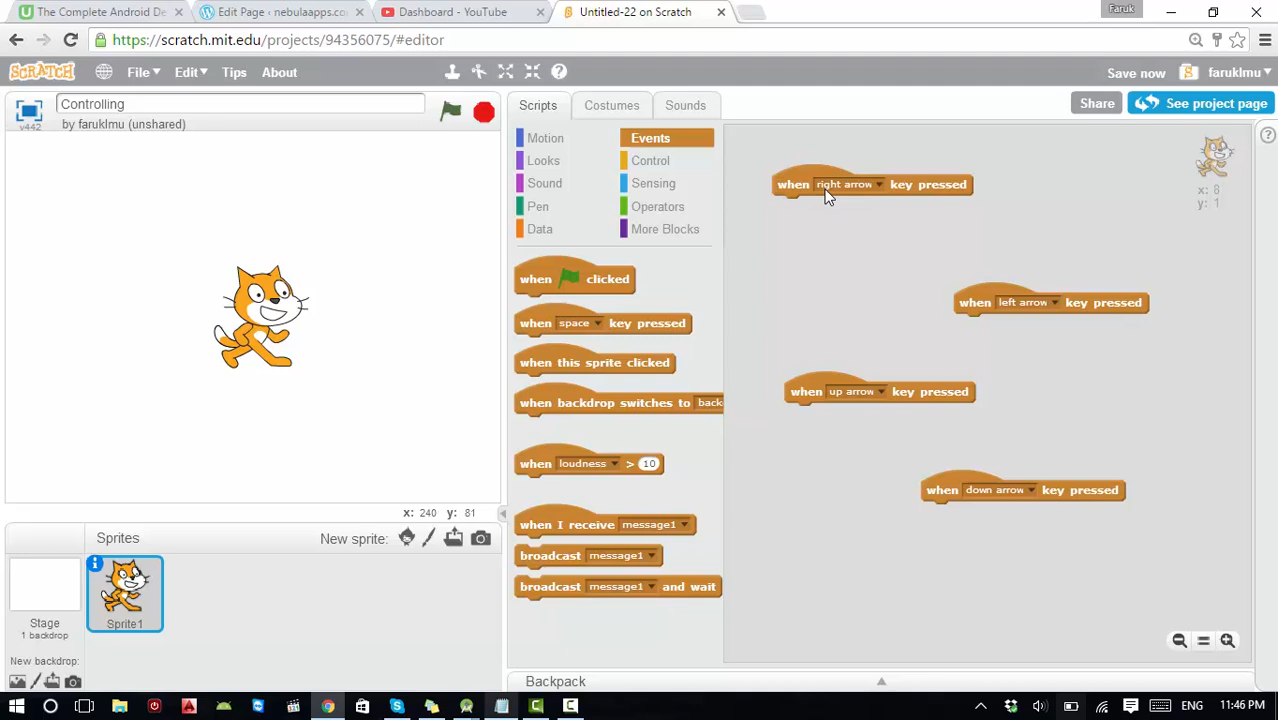 The Complete Android De
Edit Page ‹ nebulaapps.c
Dashboard - YouTube
Untitled-22 on Scratch
Faruk
https://scratch.mit.edu/projects/94356075/#editor
SCRATCH
File
Edit
Tips
About
Save now
faruklmu
v442
Controlling
by faruklmu (unshared)
Scripts
Costumes
Sounds
Share
See project page
Motion
Events
Looks
Control
Sound
Sensing
Pen
Operators
Data
More Blocks
when clicked
when space key pressed
when this sprite clicked
when backdrop switches to back
when loudness > 10
when I receive message1
broadcast message1
broadcast message1 and wait
when right arrow key pressed
when left arrow key pressed
when up arrow key pressed
when down arrow key pressed
x: 8
y: 1
x: 240 y: 81
Sprites
New sprite:
Stage
1 backdrop
New backdrop:
Sprite1
Backpack
ENG
11:46 PM